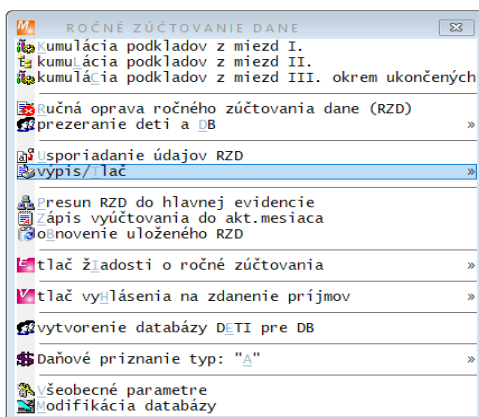 ROČNÉ ZÚČTOVANIE DANE
Kumulácia podkladov z miezd I.
kumuLácia podkladov z miezd II.
kumuláCia podkladov z miezd III. okrem ukončených
Ručná oprava ročného zúčtovania dane (RZD)
prezeranie deti a DB »
Usporiadanie údajov RZD
výpis/Tlač »
Presun RZD do hlavnej evidencie
Zápis vyúčtovania do akt.mesiaca
oBnovenie uloženého RZD
tlač žIadosti o ročné zúčtovania »
tlač vyHlásenia na zdanenie príjmov »
vytvorenie databázy DETI pre DB
Daňové priznanie typ: "A" »
Všeobecné parametre
Modifikácia databázy